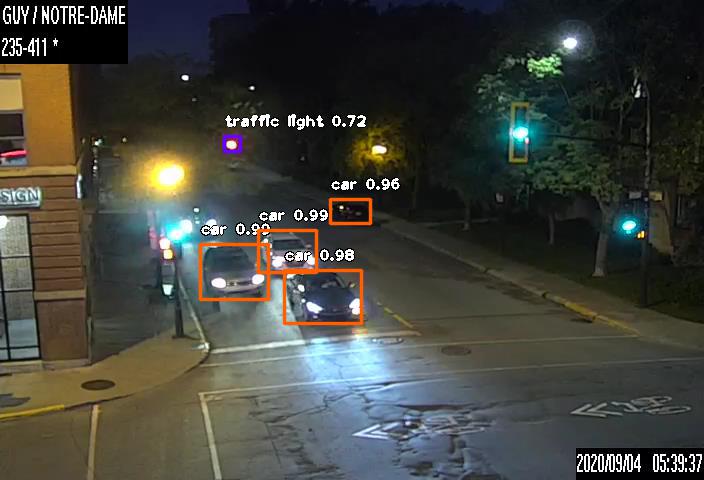 GUY / NOTRE-DAME
235-411 *
traffic light 0.72
car 0.96
car 0.99
car 0.99
car 0.98
SIGN
2020/09/04 05:39:37